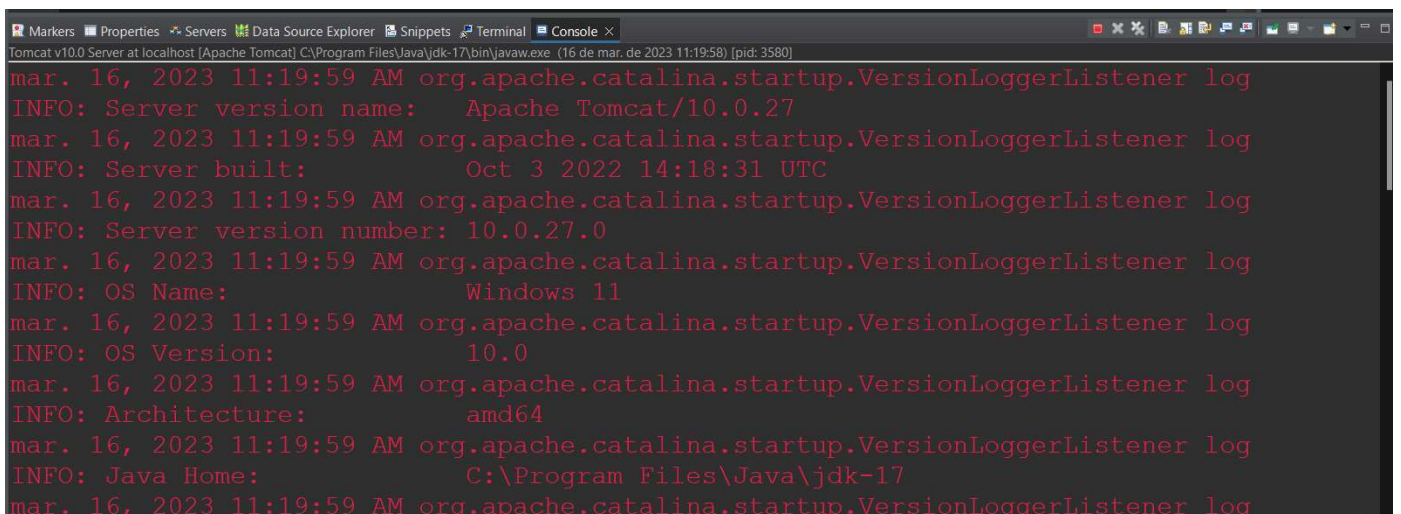 Markers Properties Servers Data Source Explorer Snippets Terminal Console
Tomcat v10.0 Server at localhost [Apache Tomcat] C:\Program Files\Java\jdk-17\bin\javaw.exe (16 de mar. de 2023 11:19:58) [pid: 3580]
mar. 16, 2023 11:19:59 AM org.apache.catalina.startup.VersionLoggerListener log
INFO: Server version name:   Apache Tomcat/10.0.27
mar. 16, 2023 11:19:59 AM org.apache.catalina.startup.VersionLoggerListener log
INFO: Server built:          Oct 3 2022 14:18:31 UTC
mar. 16, 2023 11:19:59 AM org.apache.catalina.startup.VersionLoggerListener log
INFO: Server version number: 10.0.27.0
mar. 16, 2023 11:19:59 AM org.apache.catalina.startup.VersionLoggerListener log
INFO: OS Name:               Windows 11
mar. 16, 2023 11:19:59 AM org.apache.catalina.startup.VersionLoggerListener log
INFO: OS Version:            10.0
mar. 16, 2023 11:19:59 AM org.apache.catalina.startup.VersionLoggerListener log
INFO: Architecture:          amd64
mar. 16, 2023 11:19:59 AM org.apache.catalina.startup.VersionLoggerListener log
INFO: Java Home:             C:\Program Files\Java\jdk-17
mar. 16, 2023 11:19:59 AM org.apache.catalina.startup.VersionLoggerListener log